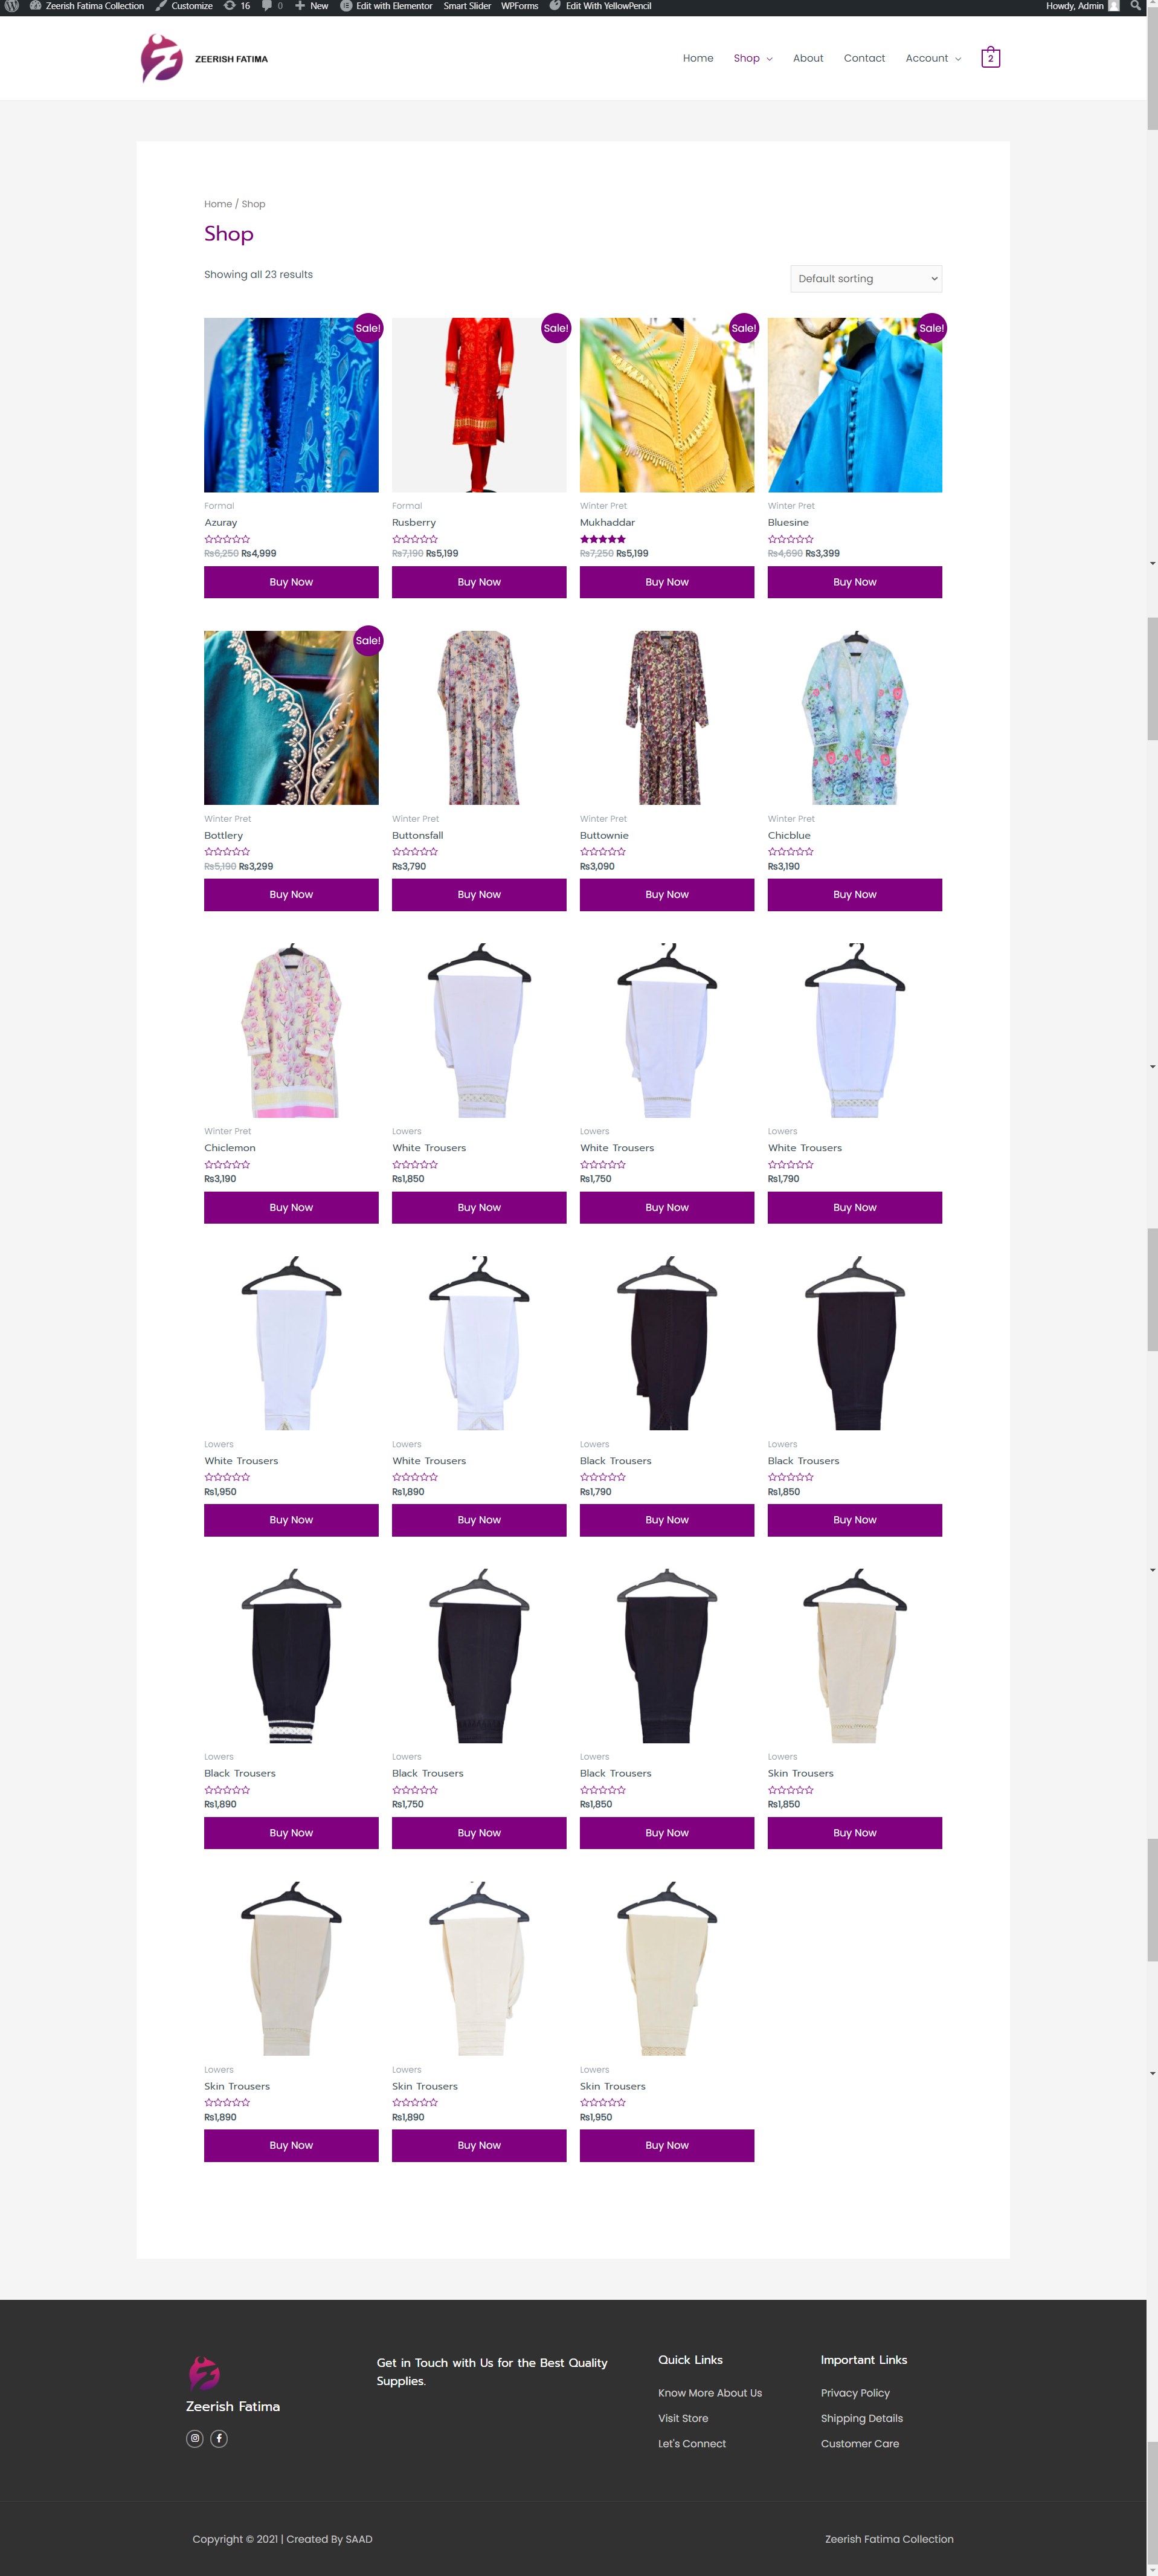 Zeerish Fatima Collection Customize 16 0 New Edit with Elementor Smart Slider WPForms Edit With YellowPencil Howdy, Admin
ZEERISH FATIMA
Home Shop About Contact Account 2
Home / Shop
Shop
Showing all 23 results
Default sorting
Sale! Sale! Sale! Sale!
Formal Formal Winter Pret Winter Pret
Azuray Rusberry Mukhaddar Bluesine
₨6,250 ₨4,999 ₨7,190 ₨5,199 ₨7,250 ₨5,199 ₨4,690 ₨3,399
Buy Now Buy Now Buy Now Buy Now
Sale!
Winter Pret Winter Pret Winter Pret Winter Pret
Bottlery Buttonsfall Buttownie Chicblue
₨5,190 ₨3,299 ₨3,790 ₨3,090 ₨3,190
Buy Now Buy Now Buy Now Buy Now
Winter Pret Lowers Lowers Lowers
Chiclemon White Trousers White Trousers White Trousers
₨3,190 ₨1,850 ₨1,750 ₨1,790
Buy Now Buy Now Buy Now Buy Now
Lowers Lowers Lowers Lowers
White Trousers White Trousers Black Trousers Black Trousers
₨1,950 ₨1,890 ₨1,790 ₨1,850
Buy Now Buy Now Buy Now Buy Now
Lowers Lowers Lowers Lowers
Black Trousers Black Trousers Black Trousers Skin Trousers
₨1,890 ₨1,750 ₨1,850 ₨1,850
Buy Now Buy Now Buy Now Buy Now
Lowers Lowers Lowers
Skin Trousers Skin Trousers Skin Trousers
₨1,890 ₨1,890 ₨1,950
Buy Now Buy Now Buy Now
Zeerish Fatima
Get in Touch with Us for the Best Quality
Supplies.
Quick Links
Know More About Us
Visit Store
Let's Connect
Important Links
Privacy Policy
Shipping Details
Customer Care
Copyright © 2021 | Created By SAAD
Zeerish Fatima Collection